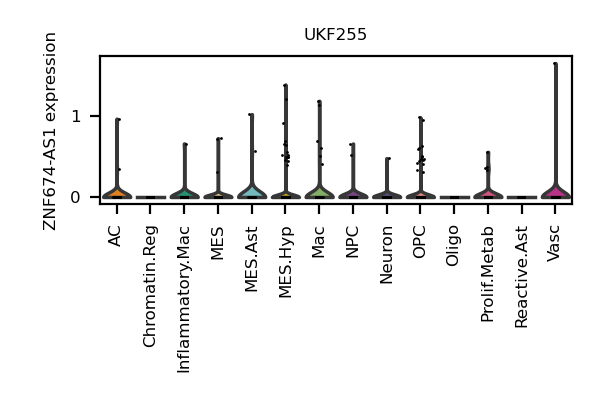 UKF255
ZNF674-AS1 expression
1
0
AC
Chromatin.Reg
Inflammatory.Mac
MES
MES.Ast
MES.Hyp
Mac
NPC
Neuron
OPC
Oligo
Prolif.Metab
Reactive.Ast
Vasc